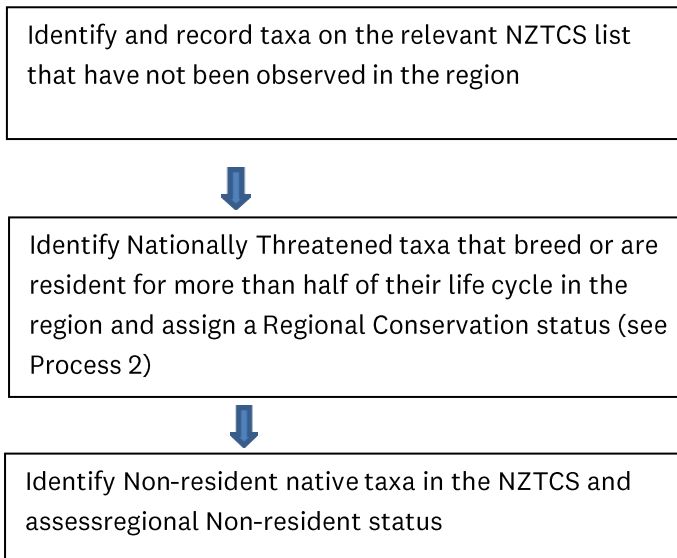 Identify and record taxa on the relevant NZTCS list
that have not been observed in the region
Identify Nationally Threatened taxa that breed or are
resident for more than half of their life cycle in the
region and assign a Regional Conservation status (see
Process 2)
Identify Non-resident native taxa in the NZTCS and
assessregional Non-resident status